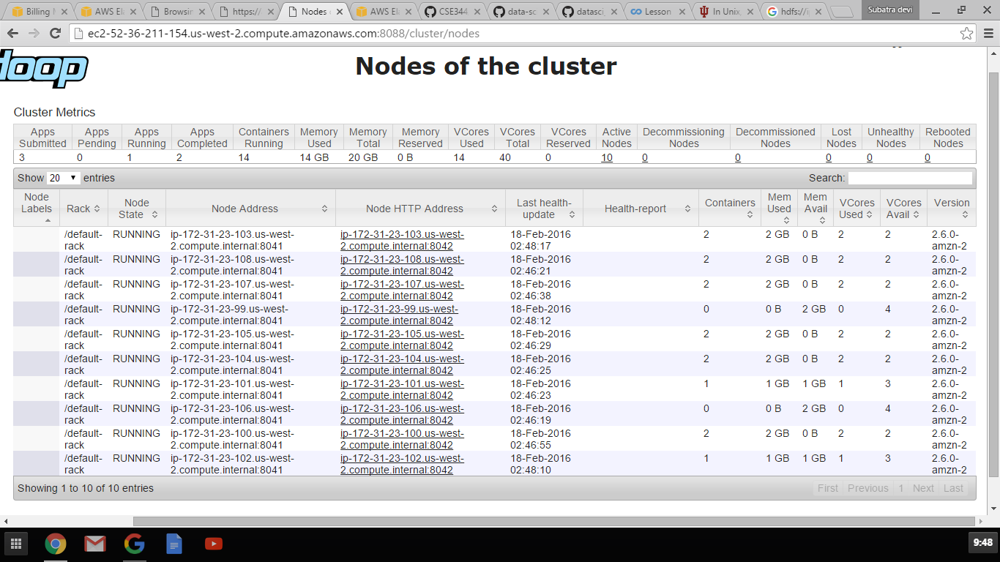 Billing M
AWS El
Browsin
https://
Nodes o
AWS El
CSE344
data-sc
datasci
Lesson
In Unix,
hdfs://i
Subatra devi
ec2-52-36-211-154.us-west-2.compute.amazonaws.com:8088/cluster/nodes
doop
Nodes of the cluster
Cluster Metrics
Apps Submitted
Apps Pending
Apps Running
Apps Completed
Containers Running
Memory Used
Memory Total
Memory Reserved
VCores Used
VCores Total
VCores Reserved
Active Nodes
Decommissioning Nodes
Decommissioned Nodes
Lost Nodes
Unhealthy Nodes
Rebooted Nodes
3 0 1 2 14 14 GB 20 GB 0 B 14 40 0 10 0 0 0 0 0
Show 20 entries
Search:
Node Labels
Rack
Node State
Node Address
Node HTTP Address
Last health-update
Health-report
Containers
Mem Used
Mem Avail
VCores Used
VCores Avail
Version
/default- RUNNING ip-172-31-23-103.us-west- ip-172-31-23-103.us-west- 18-Feb-2016 2 2 GB 0 B 2 2 2.6.0-
rack 2.compute.internal:8041 2.compute.internal:8042 02:48:17 amzn-2
/default- RUNNING ip-172-31-23-108.us-west- ip-172-31-23-108.us-west- 18-Feb-2016 2 2 GB 0 B 2 2 2.6.0-
rack 2.compute.internal:8041 2.compute.internal:8042 02:46:21 amzn-2
/default- RUNNING ip-172-31-23-107.us-west- ip-172-31-23-107.us-west- 18-Feb-2016 2 2 GB 0 B 2 2 2.6.0-
rack 2.compute.internal:8041 2.compute.internal:8042 02:46:38 amzn-2
/default- RUNNING ip-172-31-23-99.us-west- ip-172-31-23-99.us-west- 18-Feb-2016 0 0 B 2 GB 0 4 2.6.0-
rack 2.compute.internal:8041 2.compute.internal:8042 02:48:12 amzn-2
/default- RUNNING ip-172-31-23-105.us-west- ip-172-31-23-105.us-west- 18-Feb-2016 2 2 GB 0 B 2 2 2.6.0-
rack 2.compute.internal:8041 2.compute.internal:8042 02:46:29 amzn-2
/default- RUNNING ip-172-31-23-104.us-west- ip-172-31-23-104.us-west- 18-Feb-2016 2 2 GB 0 B 2 2 2.6.0-
rack 2.compute.internal:8041 2.compute.internal:8042 02:46:25 amzn-2
/default- RUNNING ip-172-31-23-101.us-west- ip-172-31-23-101.us-west- 18-Feb-2016 1 1 GB 1 GB 1 3 2.6.0-
rack 2.compute.internal:8041 2.compute.internal:8042 02:46:23 amzn-2
/default- RUNNING ip-172-31-23-106.us-west- ip-172-31-23-106.us-west- 18-Feb-2016 0 0 B 2 GB 0 4 2.6.0-
rack 2.compute.internal:8041 2.compute.internal:8042 02:46:19 amzn-2
/default- RUNNING ip-172-31-23-100.us-west- ip-172-31-23-100.us-west- 18-Feb-2016 2 2 GB 0 B 2 2 2.6.0-
rack 2.compute.internal:8041 2.compute.internal:8042 02:46:55 amzn-2
/default- RUNNING ip-172-31-23-102.us-west- ip-172-31-23-102.us-west- 18-Feb-2016 1 1 GB 1 GB 1 3 2.6.0-
rack 2.compute.internal:8041 2.compute.internal:8042 02:48:10 amzn-2
Showing 1 to 10 of 10 entries
First Previous 1 Next Last
9:48